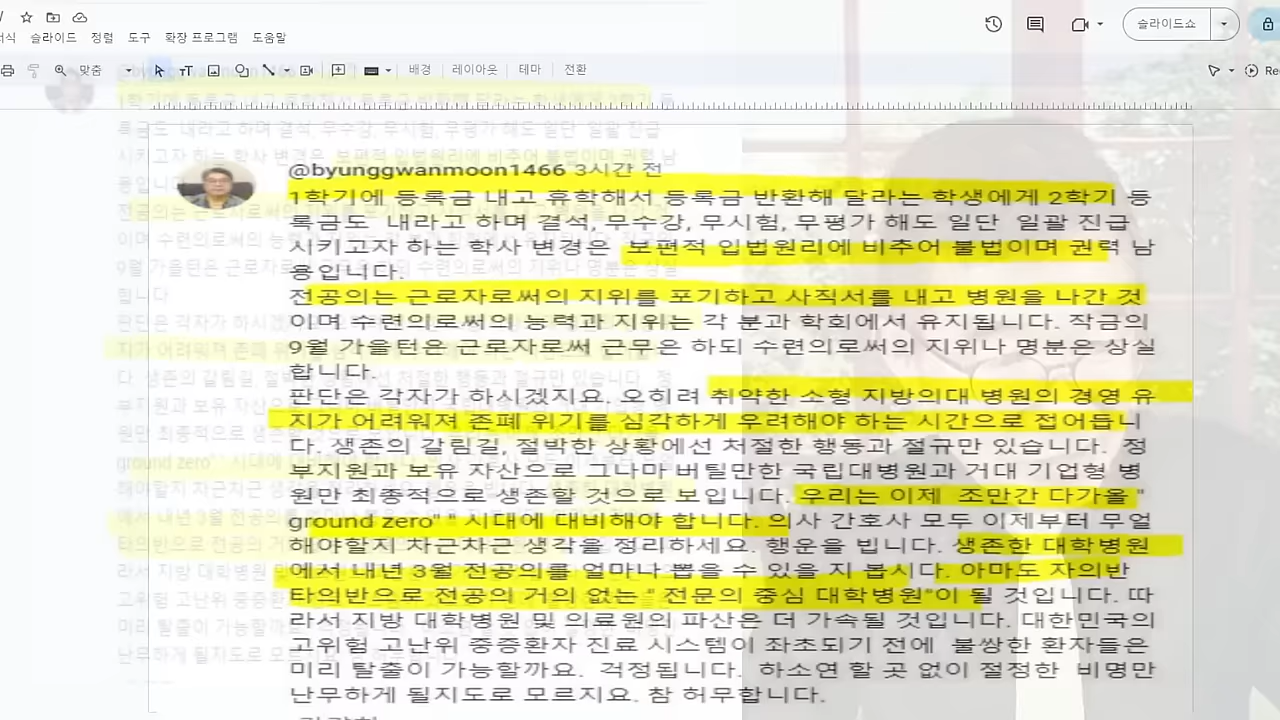 서식 슬라이드 정렬 도구 확장 프로그램 도움말
슬라이드쇼
맞춤
배경 레이아웃 테마 전환
Re
@byunggwanmoon1466 3시간 전
1학기에 등록금 내고 휴학해서 등록금 반환해 달라는 학생에게 2학기 등
록금도 내라고 하며 결석, 무수강, 무시험, 무평가 해도 일단 일괄 진급
시키고자 하는 학사 변경은 보편적 입법원리에 비추어 불법이며 권력 남
용입니다.
전공의는 근로자로써의 지위를 포기하고 사직서를 내고 병원을 나간 것
이며 수련의로써의 능력과 지위는 각 분과 학회에서 유지됩니다. 작금의
9월 가을턴은 근로자로써 근무은 하되 수련의로써의 지위나 명분은 상실
합니다.
판단은 각자가 하시겠지요. 오히려 취약한 소형 지방의대 병원의 경영 유
지가 어려워져 존폐 위기를 심각하게 우려해야 하는 시간으로 접어듭니
다. 생존의 갈림길, 절박한 상황에선 처절한 행동과 절규만 있습니다. 정
부지원과 보유 자산으로 그나마 버틸만한 국립대병원과 거대 기업형 병
원만 최종적으로 생존할 것으로 보입니다. 우리는 이제 조만간 다가올 "
ground zero" " 시대에 대비해야 합니다. 의사 간호사 모두 이제부터 무얼
해야할지 차근차근 생각을 정리하세요. 행운을 빕니다. 생존한 대학병원
에서 내년 3월 전공의를 얼마나 뽑을 수 있을 지 봅시다. 아마도 자의반
타의반으로 전공의 거의 없는 " 전문의 중심 대학병원"이 될 것입니다. 따
라서 지방 대학병원 및 의료원의 파산은 더 가속될 것입니다. 대한민국의
고위험 고난위 중증환자 진료 시스템이 좌초되기 전에 불쌍한 환자들은
미리 탈출이 가능할까요. 걱정됩니다. 하소연 할 곳 없이 절정한 비명만
난무하게 될지도로 모르지요. 참 허무합니다.